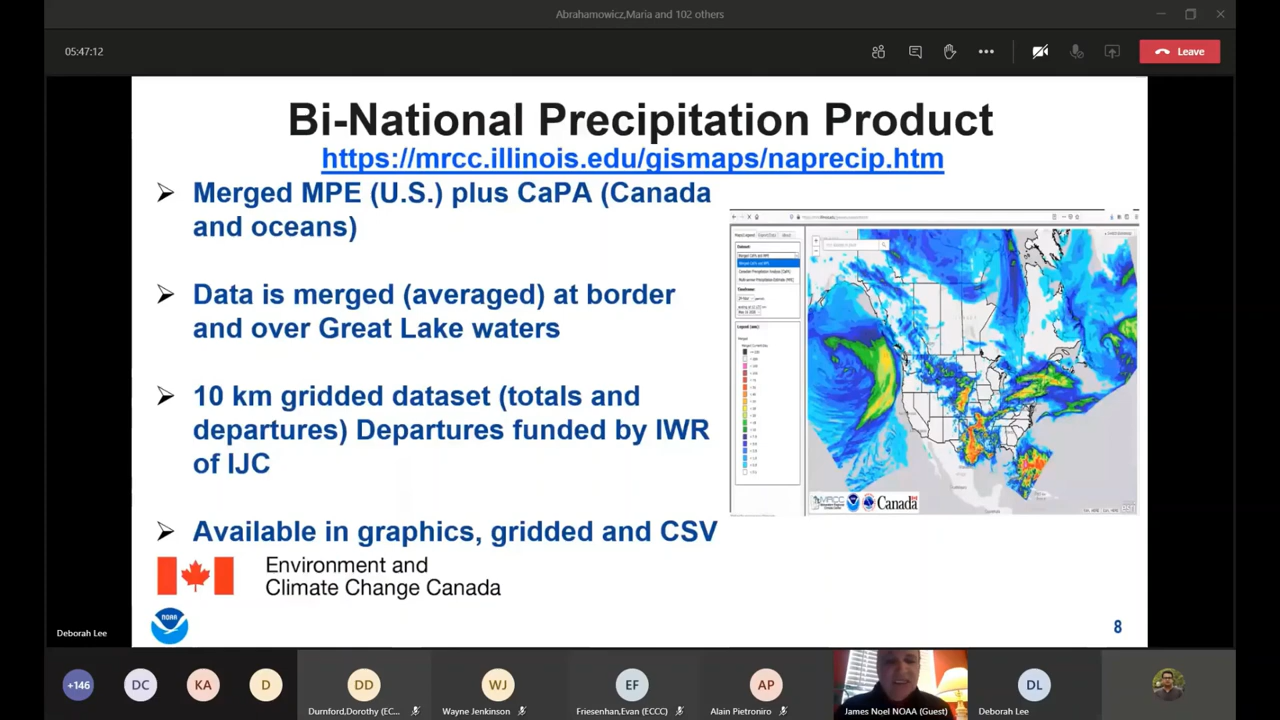 Abrahamowicz,Maria and 102 others
05:47:12
Leave
Bi-National Precipitation Product
https://mrcc.illinois.edu/gismaps/naprecip.htm
➢ Merged MPE (U.S.) plus CaPA (Canada
and oceans)
➢ Data is merged (averaged) at border
and over Great Lake waters
➢ 10 km gridded dataset (totals and
departures) Departures funded by IWR
of IJC
➢ Available in graphics, gridded and CSV
Environment and
Climate Change Canada
NOAA
MRCC
Canada
8
Deborah Lee
+146
DC
KA
D
DD
WJ
EF
AP
DL
Durnford,Dorothy (EC...
Wayne Jenkinson
Friesenhan,Evan (ECCC)
Alain Pietroniro
James Noel NOAA (Guest)
Deborah Lee